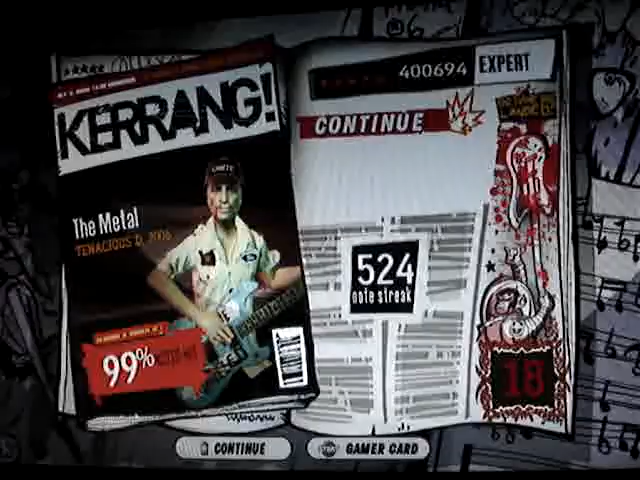 400694 EXPERT
KERRANG!
CONTINUE
The Metal
TENACIOUS D, 2006
524
note streak
99%
18
CONTINUE
GAMER CARD